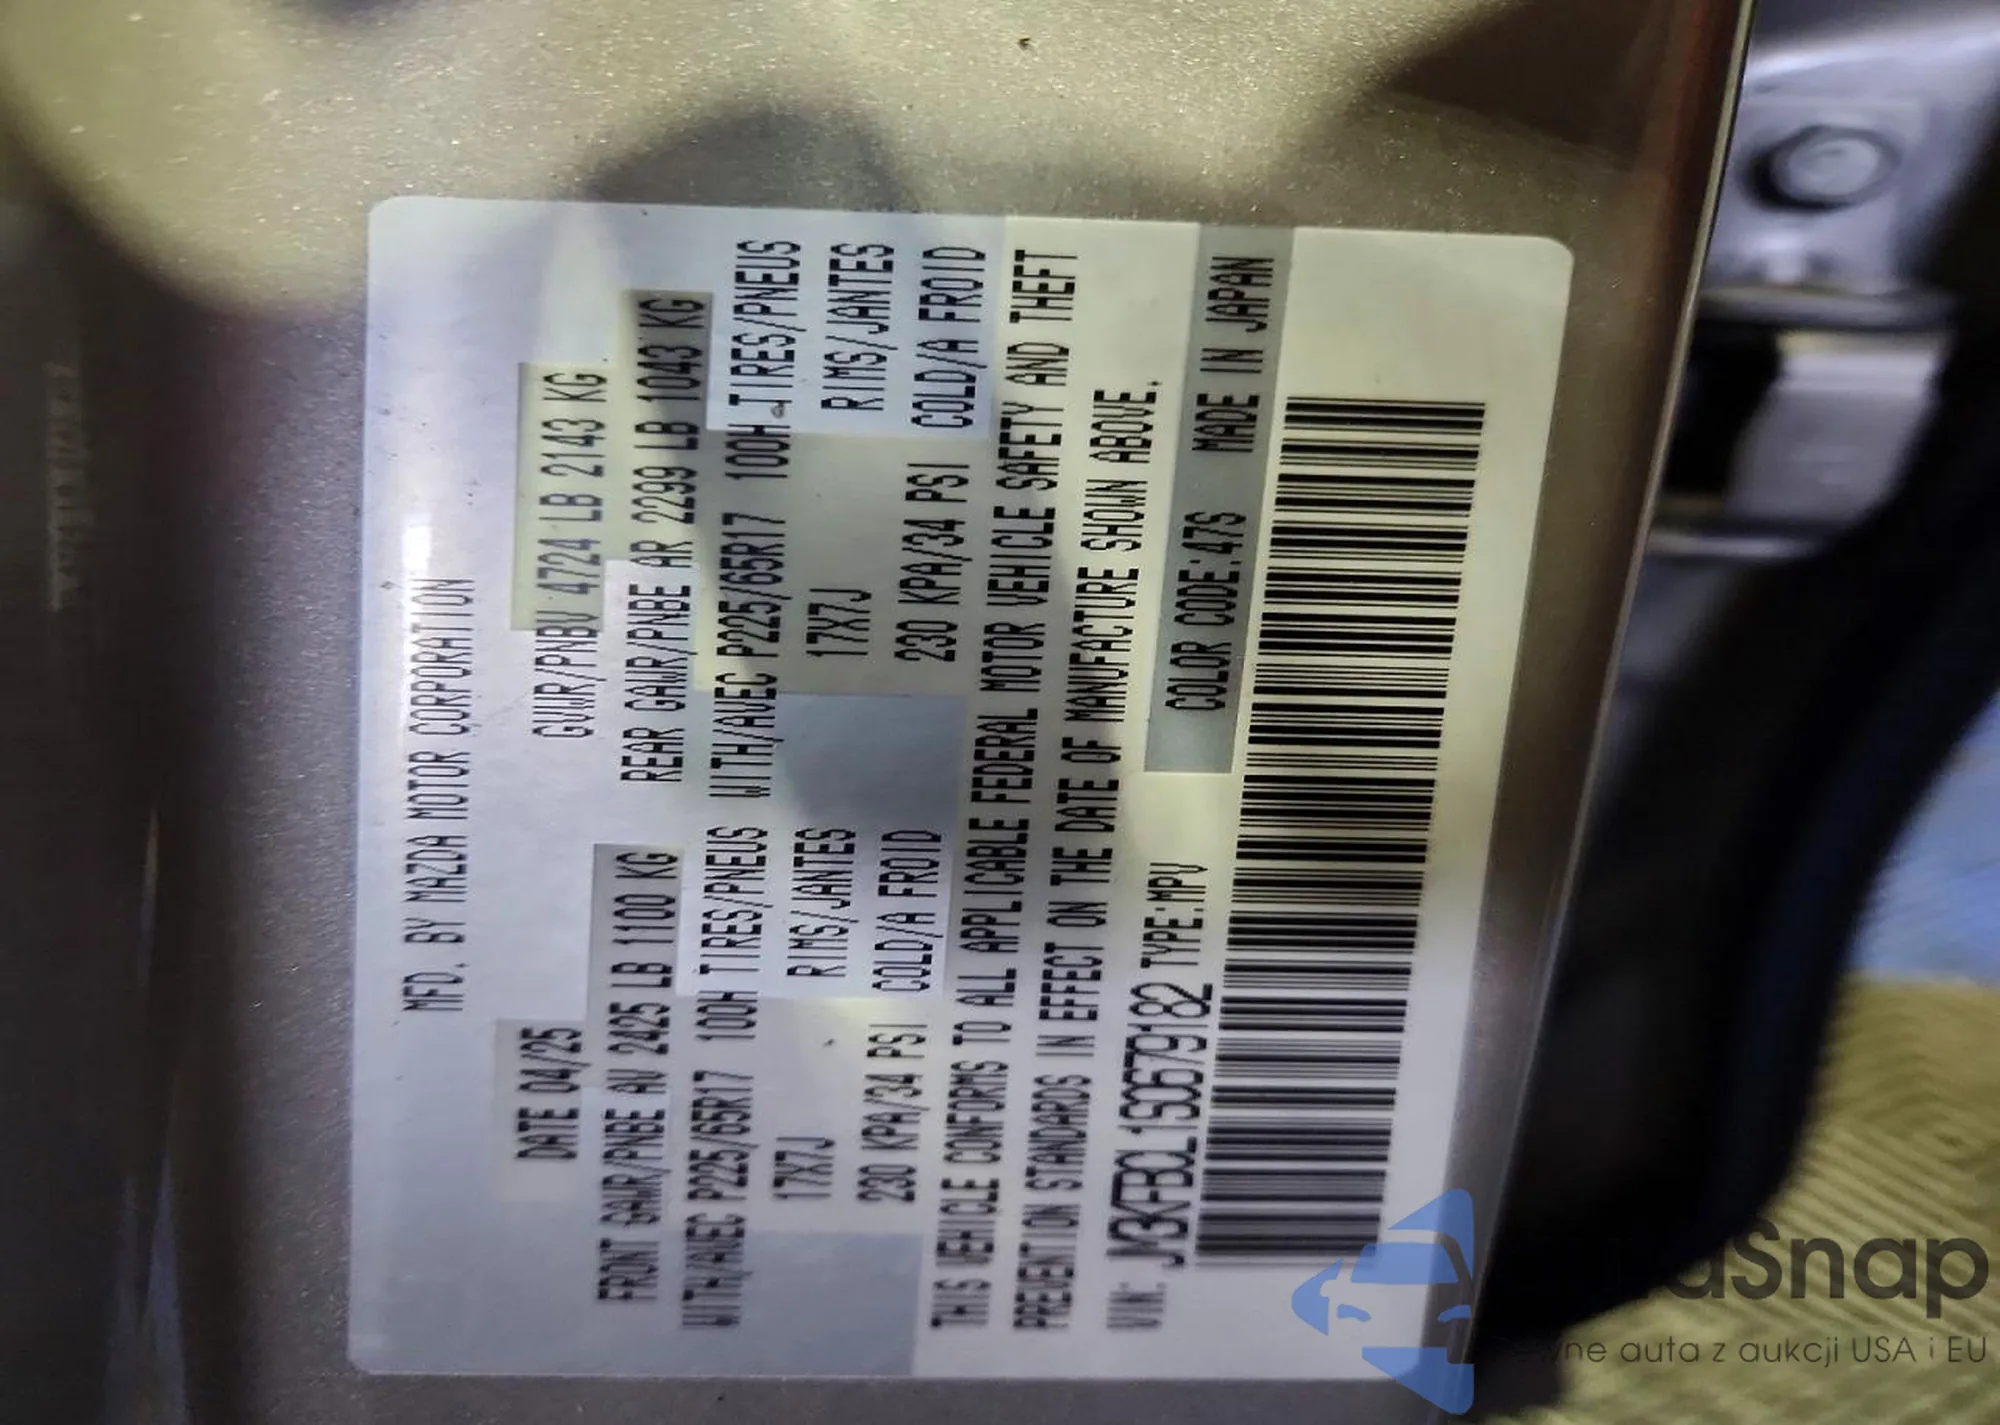 MFD. BY MAZDA MOTOR CORPORATION
DATE 04/25 GVWR/PNBV 4724 LB 2143 KG
FRONT GAWR/PNBE AV 2425 LB 1100 KG REAR GAWR/PNBE AR 2299 LB 1043 KG
WITH/AVEC P225/65R17 100H TIRES/PNEUS WITH/AVEC P225/65R17 100H TIRES/PNEUS
17X7J RIMS/JANTES 17X7J RIMS/JANTES
230 KPA/34 PSI COLD/A FROID 230 KPA/34 PSI COLD/A FROID
THIS VEHICLE CONFORMS TO ALL APPLICABLE FEDERAL MOTOR VEHICLE SAFETY AND THEFT
PREVENTION STANDARDS IN EFFECT ON THE DATE OF MANUFACTURE SHOWN ABOVE.
VIN: JM3KFBCL1S0679182 TYPE:MPV COLOR CODE:47S MADE IN JAPAN
Snap
auta z aukcji USA i EU